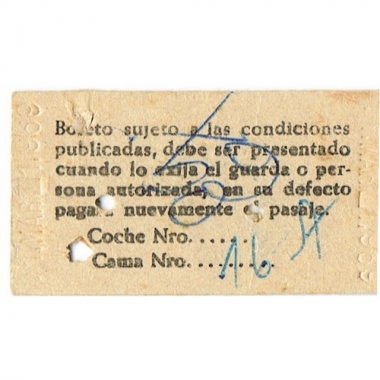 Boleto sujeto a las condiciones
publicadas, debe ser presentado
cuando lo exija el guarda o per-
sona autorizada, en su defecto
pagará nuevamente el pasaje.
Coche Nro. . . . . . .
Cama Nro. . . . . . . . 16